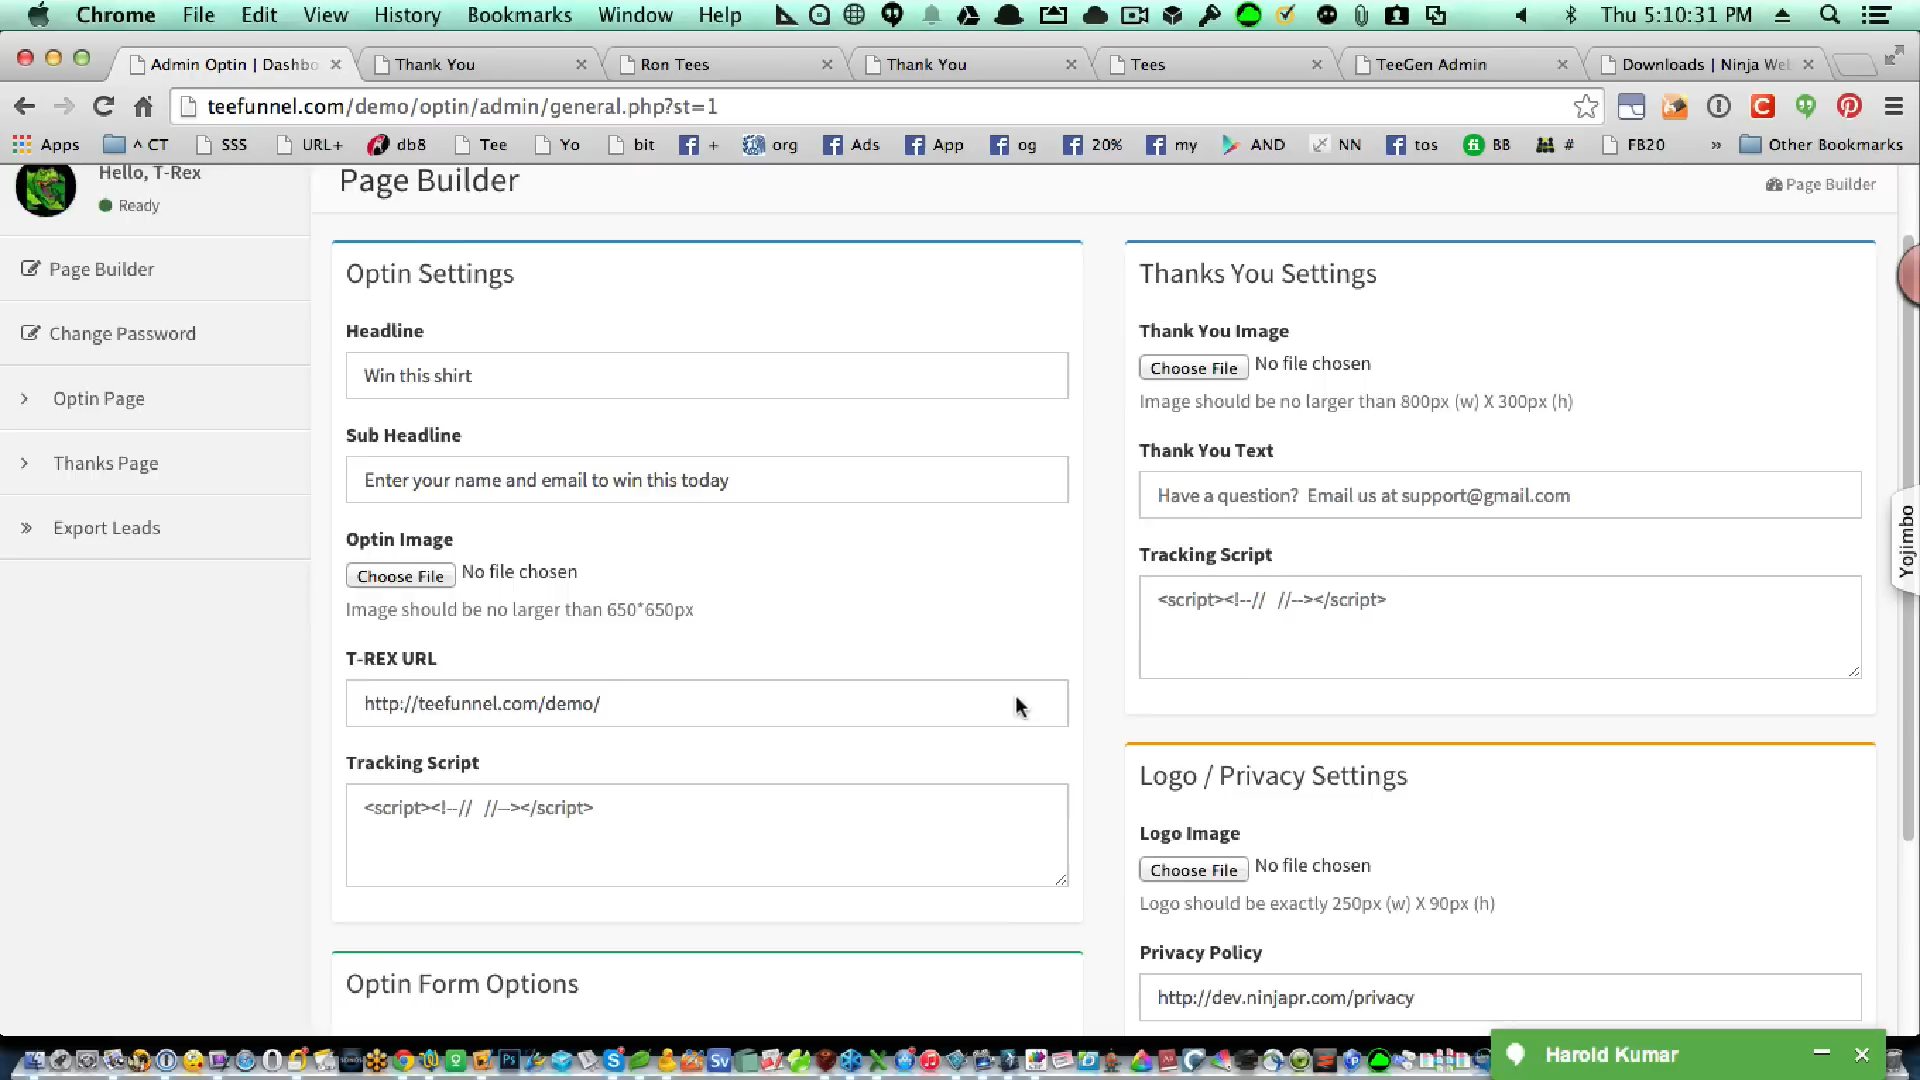 Chrome File Edit View History Bookmarks Window Help Thu 5:10:31 PM
Admin Optin | Dashbo Thank You Ron Tees Thank You Tees TeeGen Admin Downloads | Ninja We
teefunnel.com/demo/optin/admin/general.php?st=1
Apps ^ CT SSS URL+ db8 Tee Yo bit + org Ads App og 20% my AND NN tos BB # FB20 » Other Bookmarks
Hello, T-Rex
Ready
Page Builder
Page Builder
Page Builder
Change Password
Optin Page
Thanks Page
Export Leads
Optin Settings
Headline
Win this shirt
Sub Headline
Enter your name and email to win this today
Optin Image
Choose File No file chosen
Image should be no larger than 650*650px
T-REX URL
http://teefunnel.com/demo/
Tracking Script
<script><!--// //--></script>
Optin Form Options
Thanks You Settings
Thank You Image
Choose File No file chosen
Image should be no larger than 800px (w) X 300px (h)
Thank You Text
Have a question? Email us at support@gmail.com
Tracking Script
<script><!--// //--></script>
Logo / Privacy Settings
Logo Image
Choose File No file chosen
Logo should be exactly 250px (w) X 90px (h)
Privacy Policy
http://dev.ninjapr.com/privacy
Yojimbo
Harold Kumar